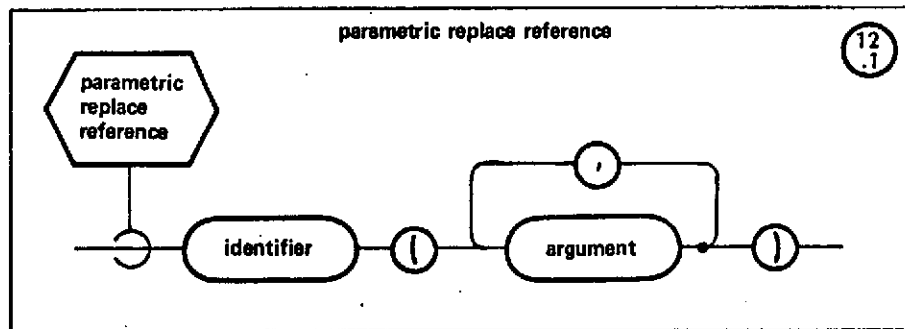 parametric replace reference
12
.1
parametric
replace
reference
,
identifier ( argument )